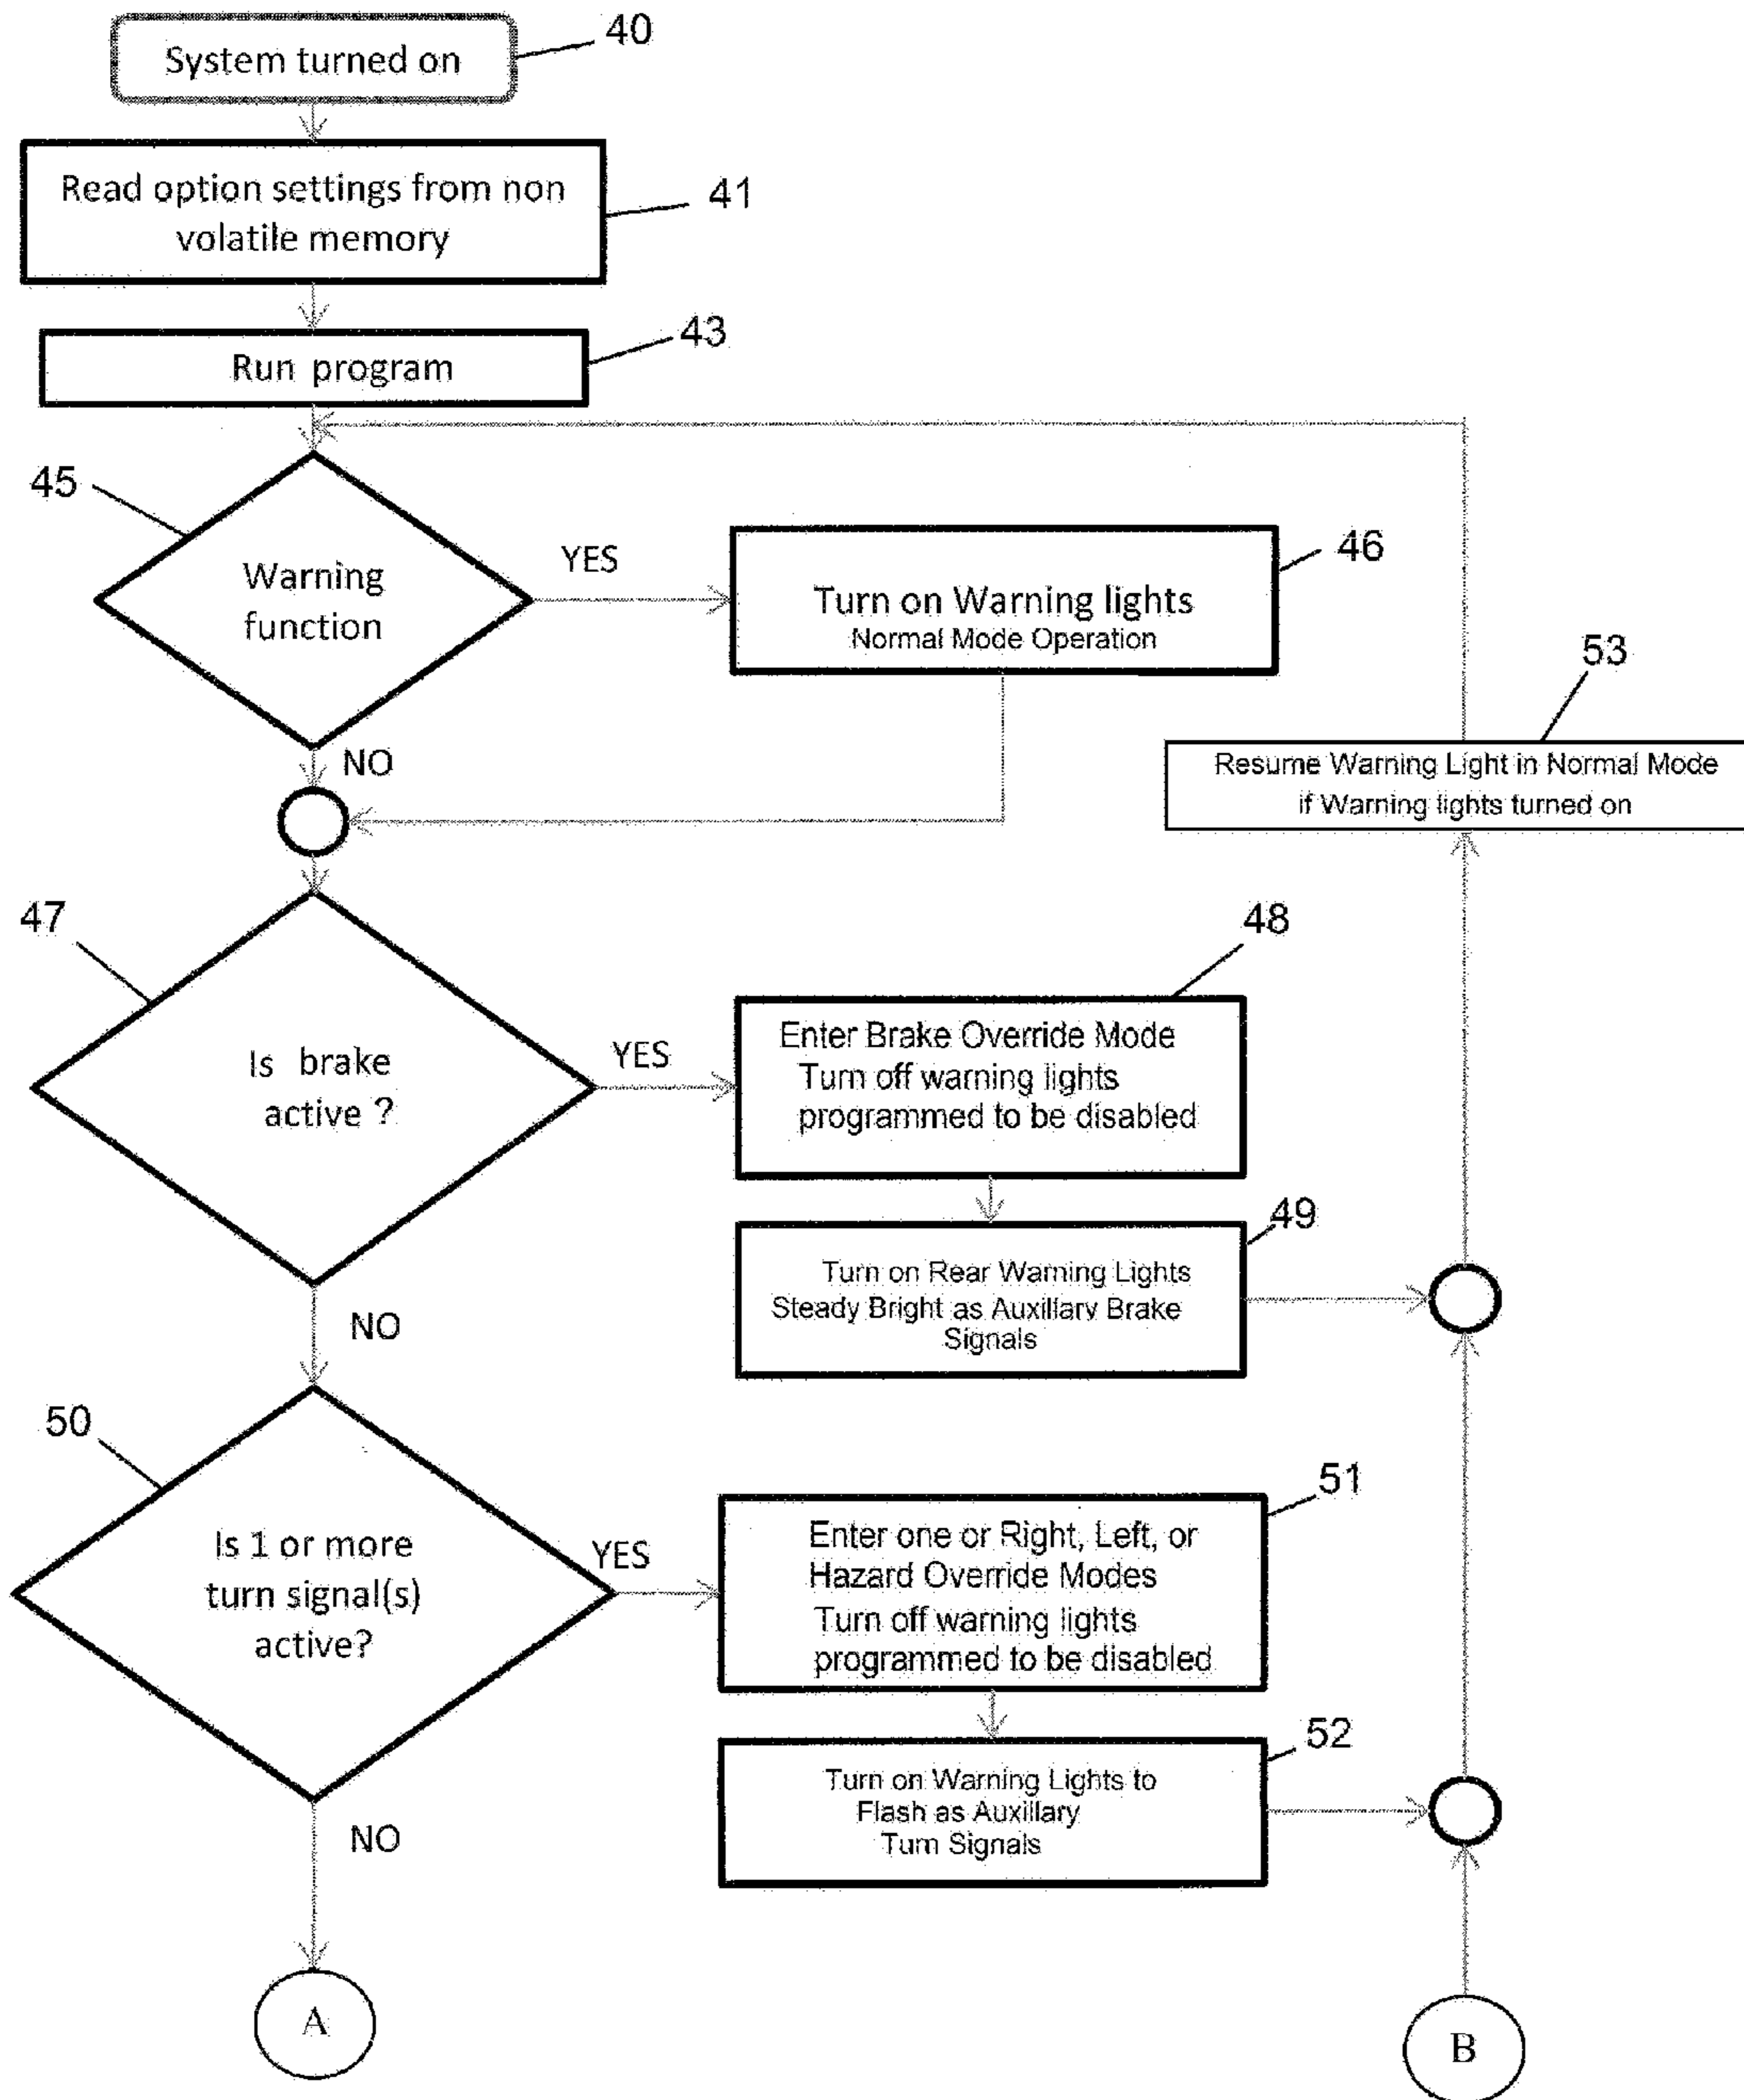 System turned on
40
Read option settings from non
volatile memory
41
Run program
43
45
Warning
function
YES
Turn on Warning lights
Normal Mode Operation
46
NO
53
Resume Warning Light in Normal Mode
if Warning lights turned on
47
Is brake
active ?
YES
48
Enter Brake Override Mode
Turn off warning lights
programmed to be disabled
49
Turn on Rear Warning Lights
Steady Bright as Auxillary Brake
Signals
NO
50
Is 1 or more
turn signal(s)
active?
YES
51
Enter one or Right, Left, or
Hazard Override Modes
Turn off warning lights
programmed to be disabled
52
Turn on Warning Lights to
Flash as Auxillary
Turn Signals
NO
A
B